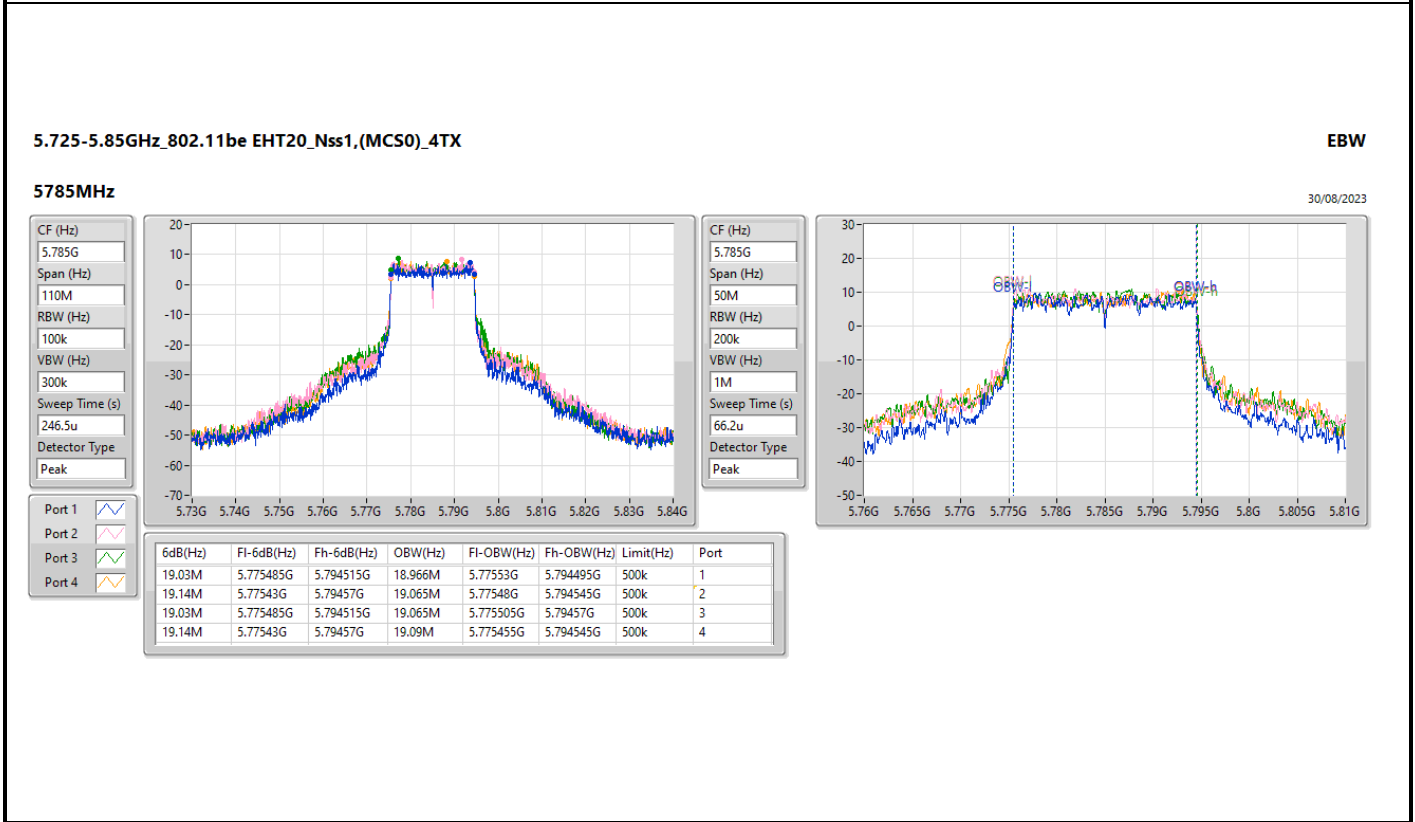 5.725-5.85GHz_802.11be EHT20_Nss1,(MCS0)_4TX
EBW
5785MHz
30/08/2023
CF (Hz)
5.785G
Span (Hz)
110M
RBW (Hz)
100k
VBW (Hz)
300k
Sweep Time (s)
246.5u
Detector Type
Peak
20
10
0
-10
-20
-30
-40
-50
-60
-70
5.73G 5.74G 5.75G 5.76G 5.77G 5.78G 5.79G 5.8G 5.81G 5.82G 5.83G 5.84G
CF (Hz)
5.785G
Span (Hz)
50M
RBW (Hz)
200k
VBW (Hz)
1M
Sweep Time (s)
66.2u
Detector Type
Peak
30
20
10
0
-10
-20
-30
-40
-50
OBW-l
OBW-h
5.76G 5.765G 5.77G 5.775G 5.78G 5.785G 5.79G 5.795G 5.8G 5.805G 5.81G
Port 1
Port 2
Port 3
Port 4
6dB(Hz) Fl-6dB(Hz) Fh-6dB(Hz) OBW(Hz) Fl-OBW(Hz) Fh-OBW(Hz) Limit(Hz) Port
19.03M 5.775485G 5.794515G 18.966M 5.77553G 5.794495G 500k 1
19.14M 5.77543G 5.79457G 19.065M 5.77548G 5.794545G 500k 2
19.03M 5.775485G 5.794515G 19.065M 5.775505G 5.79457G 500k 3
19.14M 5.77543G 5.79457G 19.09M 5.775455G 5.794545G 500k 4